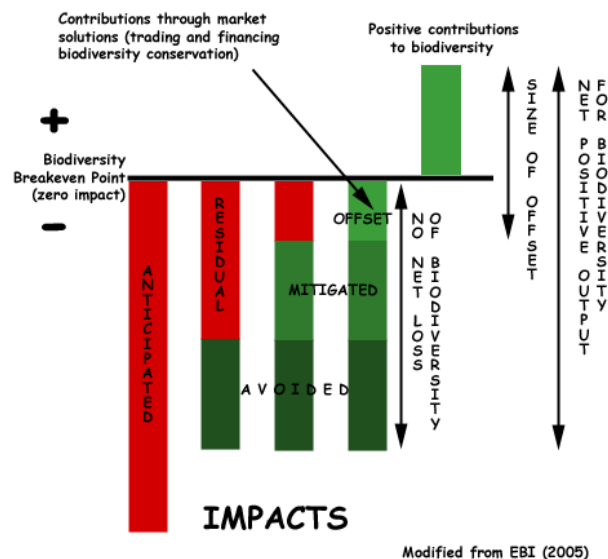 Contributions through market
solutions (trading and financing
biodiversity conservation)
Positive contributions
to biodiversity
+
Biodiversity
Breakeven Point
(zero impact)
-
ANTICIPATED
RESIDUAL
OFFSET
MITIGATED
AVOIDED
NO NET LOSS
OF BIODIVERSITY
SIZE OF OFFSET
NET POSITIVE OUTPUT
FOR BIODIVERSITY
IMPACTS
Modified from EBI (2005)